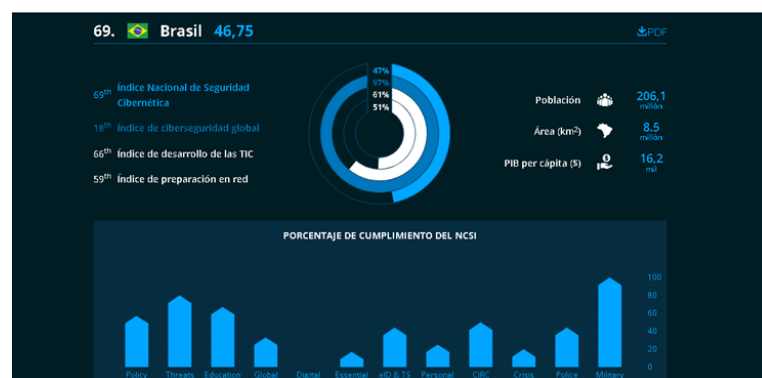 69. Brasil 46,75
PDF
69th Índice Nacional de Seguridad
Cibernética
18th Índice de ciberseguridad global
66th Índice de desarrollo de las TIC
59th Índice de preparación en red
47%
97%
61%
51%
Población 206,1
millón
Área (km2) 8.5
millón
PIB per cápita ($) 16,2
mil
PORCENTAJE DE CUMPLIMIENTO DEL NCSI
100
80
60
40
20
0
Policy Threats Education Global Digital Essential eID & TS Personal CIRC Crisis Police Military